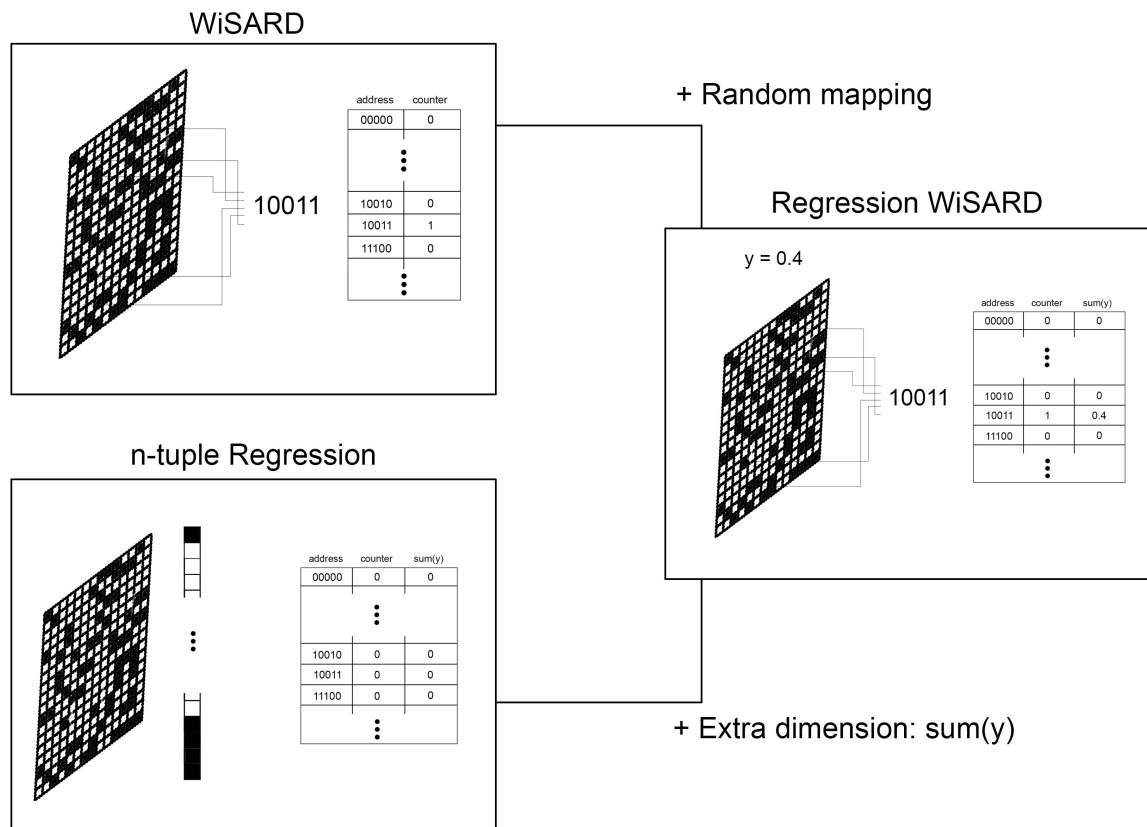 WiSARD
address counter
00000 0
10010 0
10011 1
11100 0
10011
+ Random mapping
Regression WiSARD
y = 0.4
address counter sum(y)
00000 0 0
10010 0 0
10011 1 0.4
11100 0 0
10011
n-tuple Regression
address counter sum(y)
00000 0 0
10010 0 0
10011 0 0
11100 0 0
+ Extra dimension: sum(y)